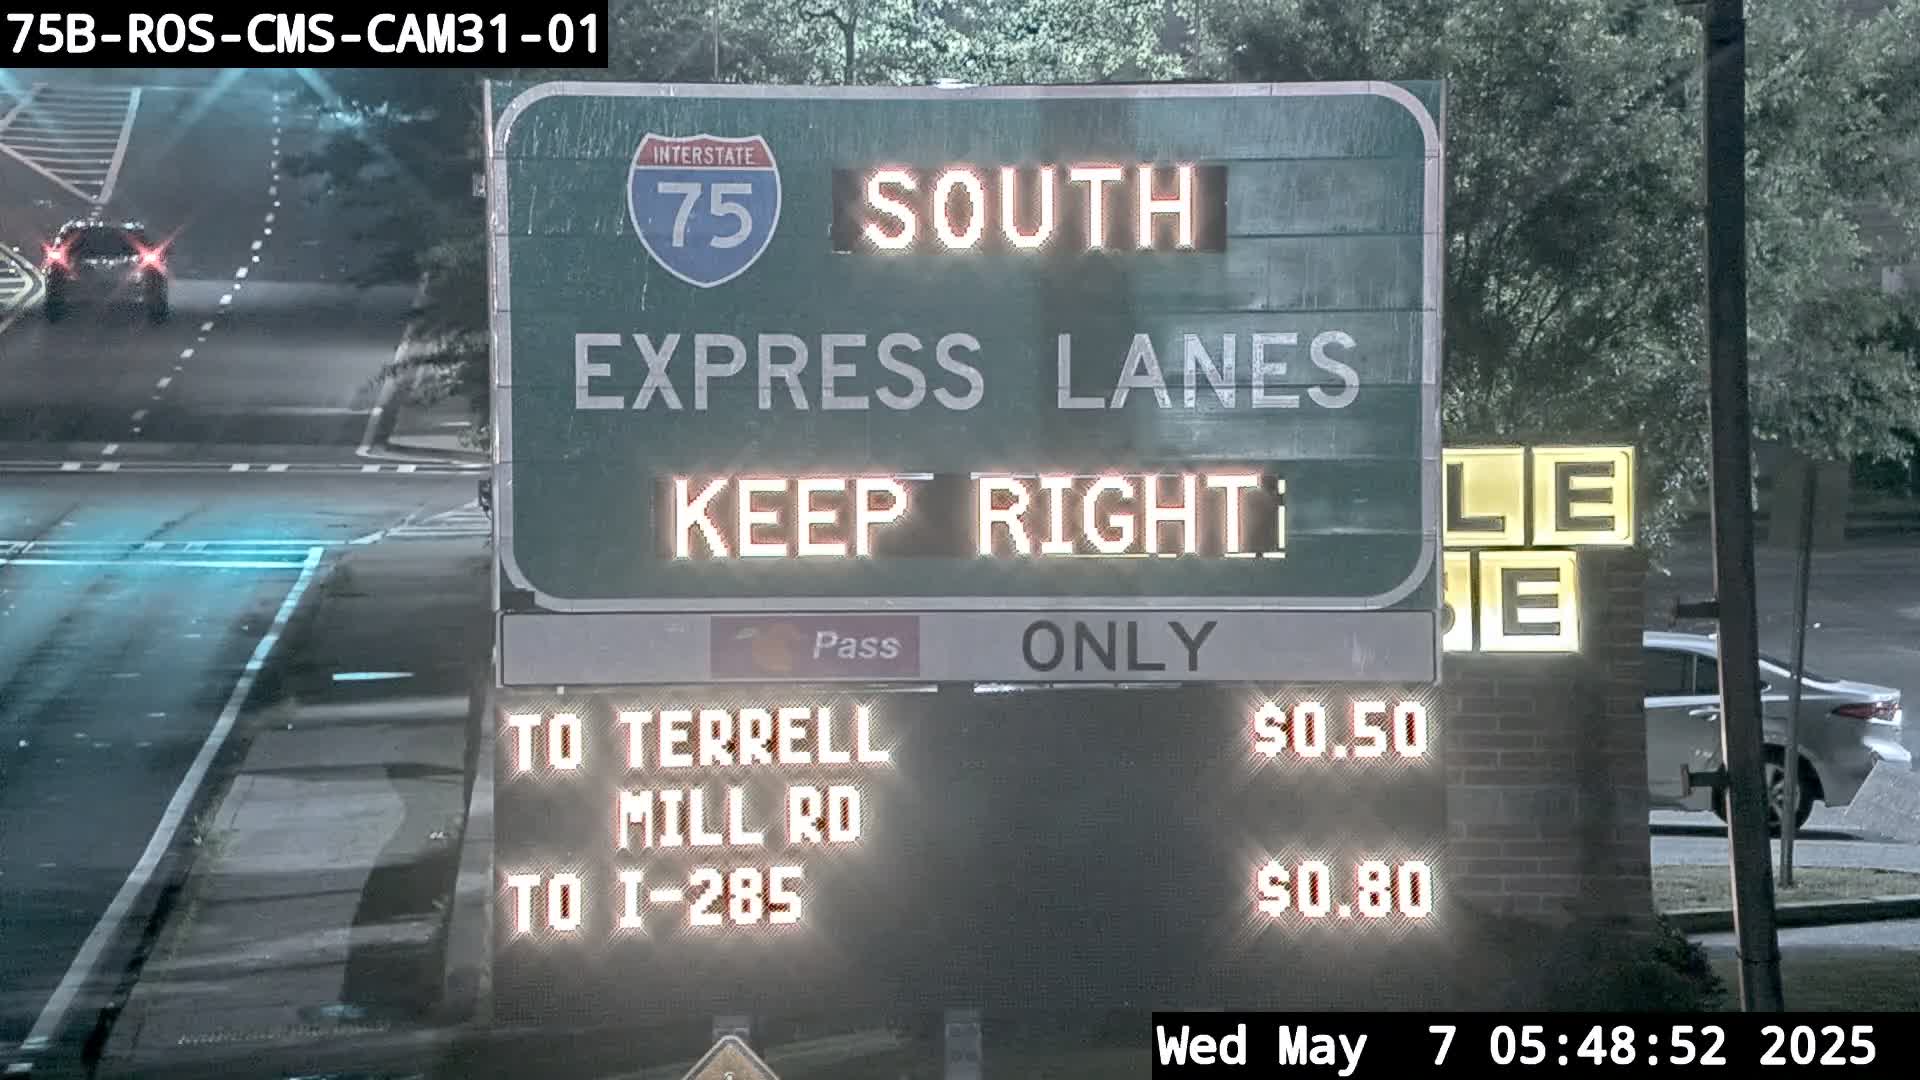 75B-ROS-CMS-CAM31-01
INTERSTATE
75
SOUTH
EXPRESS LANES
KEEP RIGHT
Pass ONLY
TO TERRELL $0.50
MILL RD
TO I-285 $0.80
LE
E
Wed May 7 05:48:52 2025